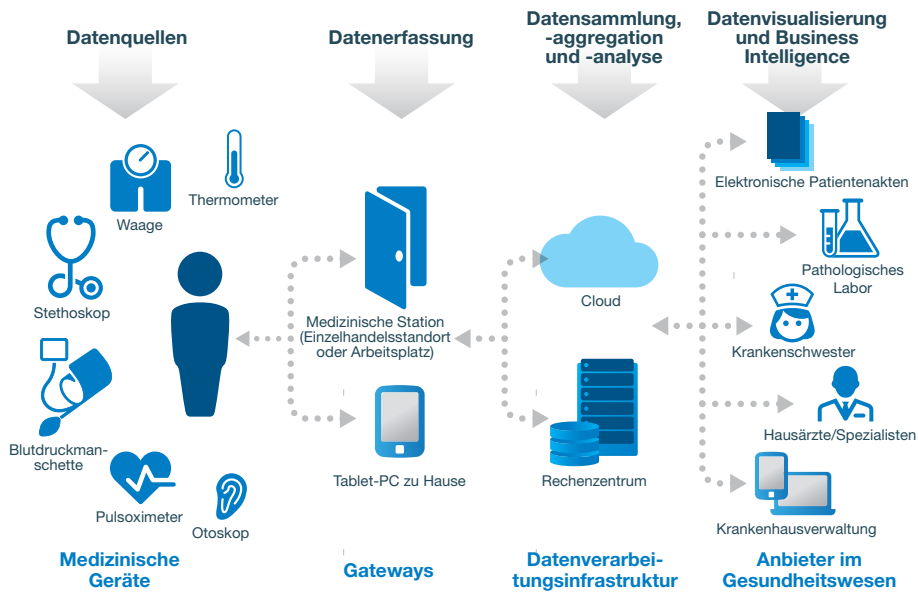 Datenquellen
Datenerfassung
Datensammlung,
-aggregation
und -analyse
Datenvisualisierung
und Business
Intelligence
Waage
Thermometer
Stethoskop
Blutdruckman-
schette
Pulsoximeter
Otoskop
Medizinische Station
(Einzelhandelsstandort
oder Arbeitsplatz)
Tablet-PC zu Hause
Cloud
Rechenzentrum
Elektronische Patientenakten
Pathologisches
Labor
Krankenschwester
Hausärzte/Spezialisten
Krankenhausverwaltung
Medizinische
Geräte
Gateways
Datenverarbei-
tungsinfrastruktur
Anbieter im
Gesundheitswesen